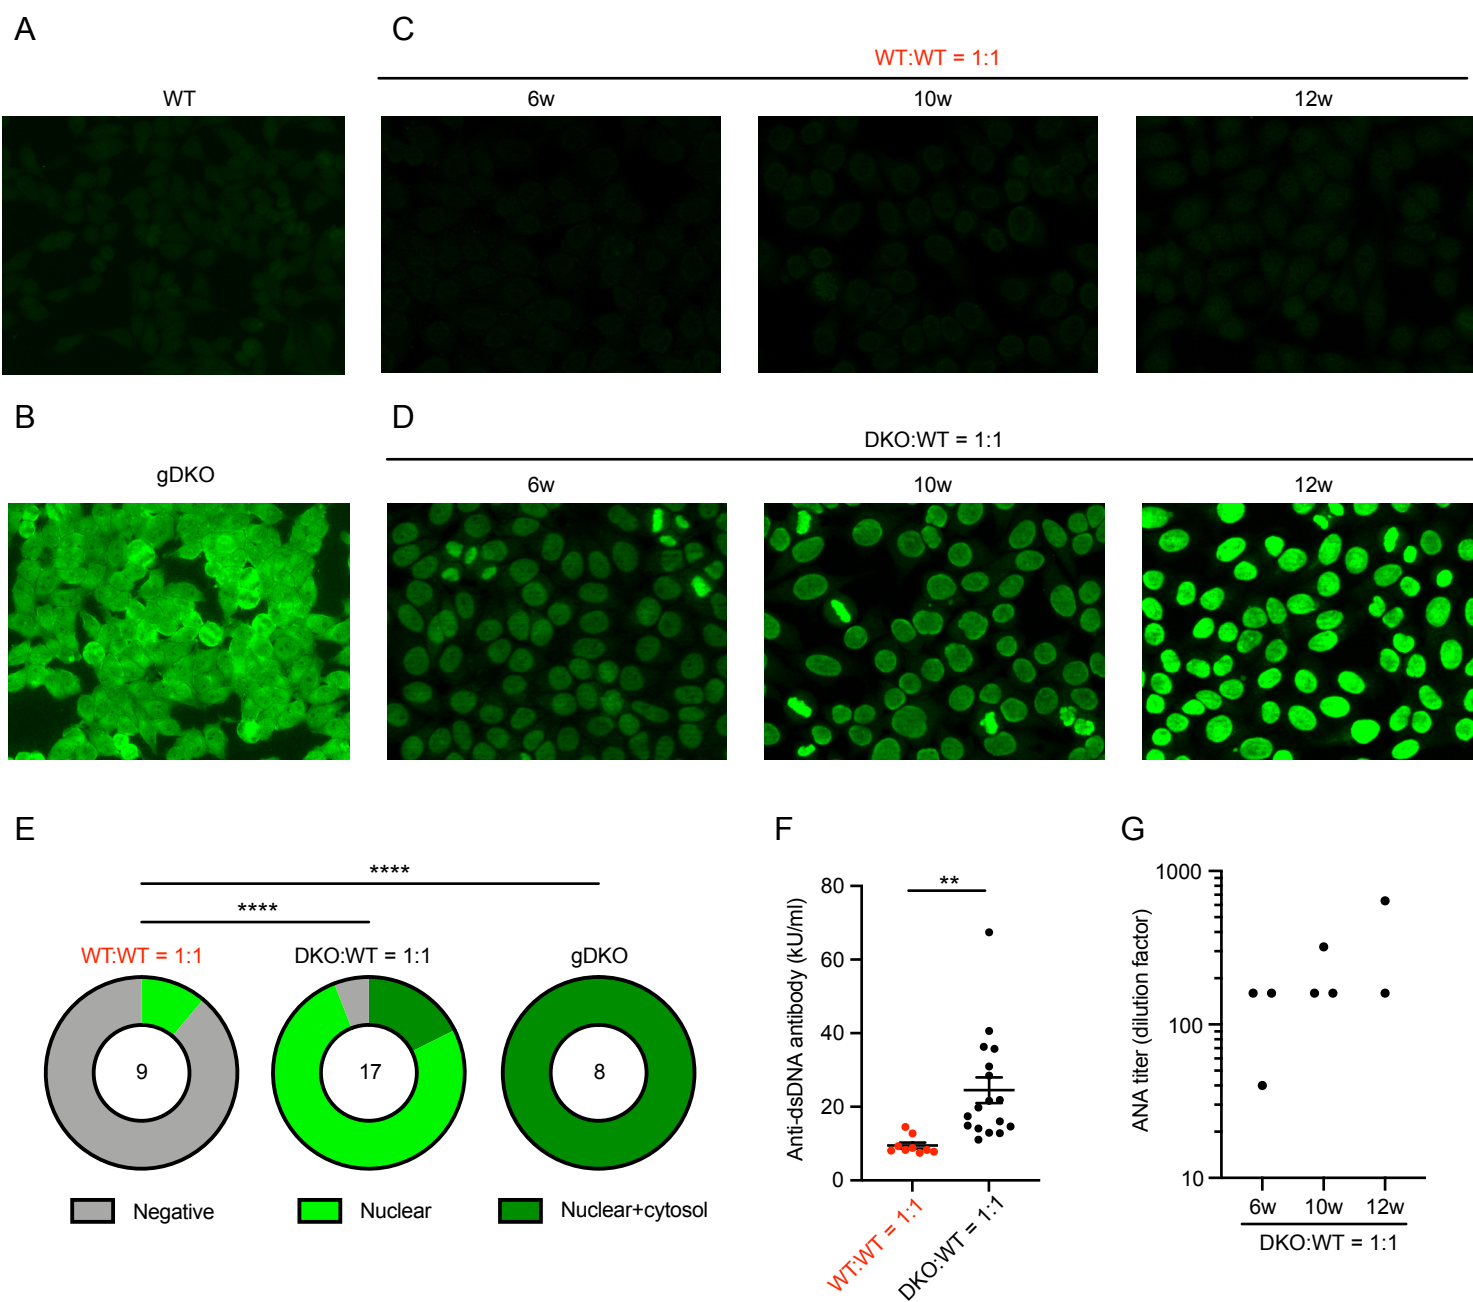 A
C
WT:WT = 1:1
WT
6w
10w
12w
B
D
DKO:WT = 1:1
gDKO
6w
10w
12w
E
****
****
WT:WT = 1:1
DKO:WT = 1:1
gDKO
9
17
8
Negative
Nuclear
Nuclear+cytosol
F
**
80
60
40
20
0
Anti-dsDNA antibody (kU/ml)
WT:WT = 1:1
DKO:WT = 1:1
G
1000
100
10
ANA titer (dilution factor)
6w
10w
12w
DKO:WT = 1:1